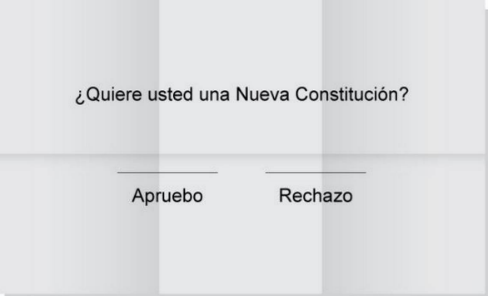 ¿Quiere usted una Nueva Constitución?
Apruebo Rechazo